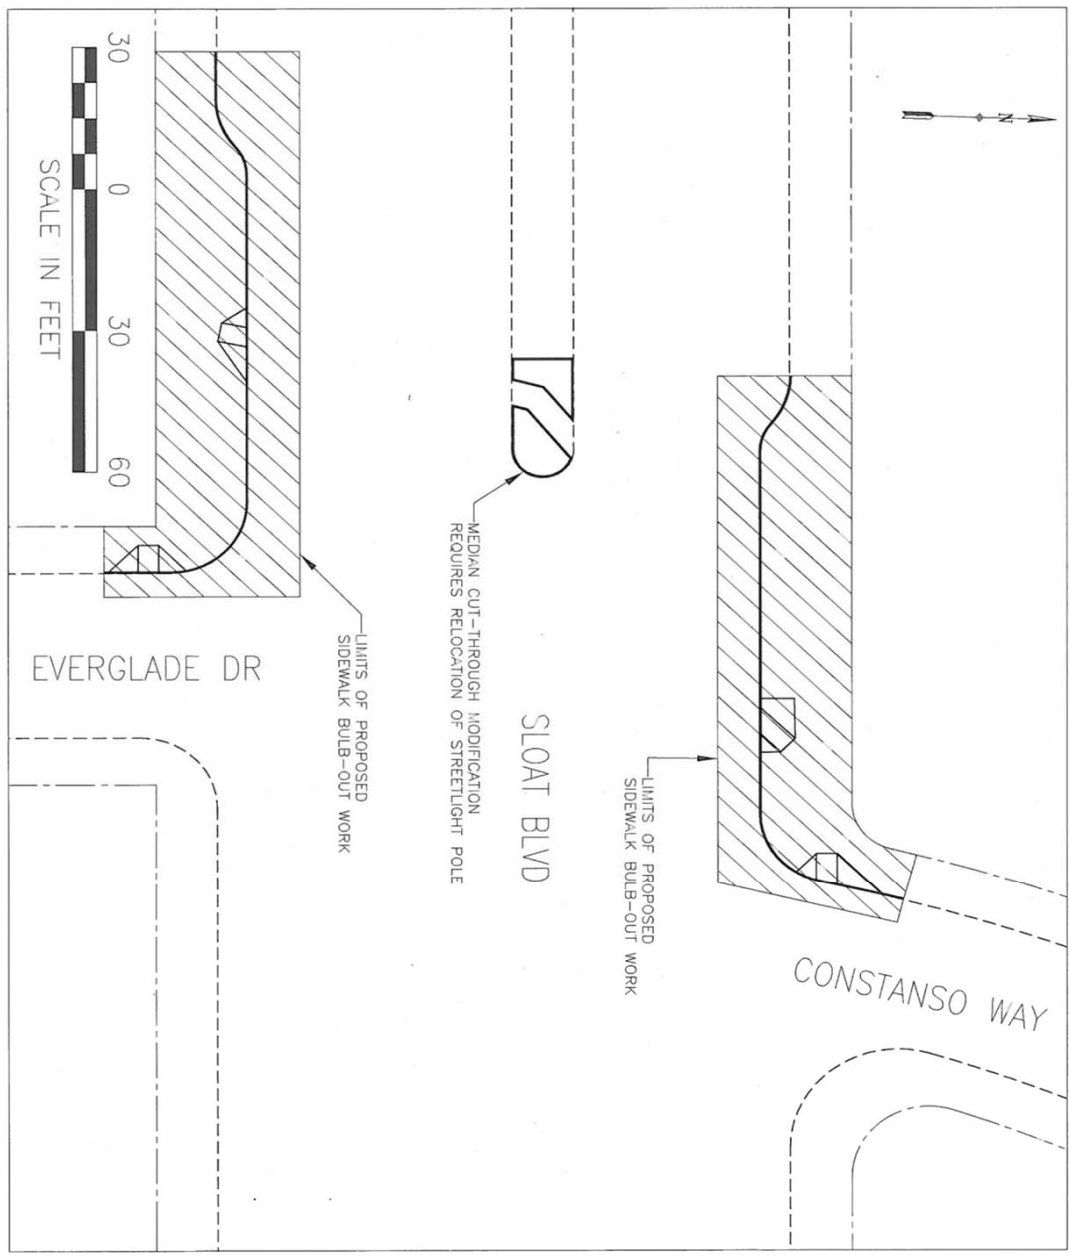 N
CONSTANSO WAY
LIMITS OF PROPOSED
SIDEWALK BULB-OUT WORK
SLOAT BLVD
MEDIAN CUT-THROUGH MODIFICATION
REQUIRES RELOCATION OF STREETLIGHT POLE
LIMITS OF PROPOSED
SIDEWALK BULB-OUT WORK
EVERGLADE DR
30 0 30 60
SCALE IN FEET